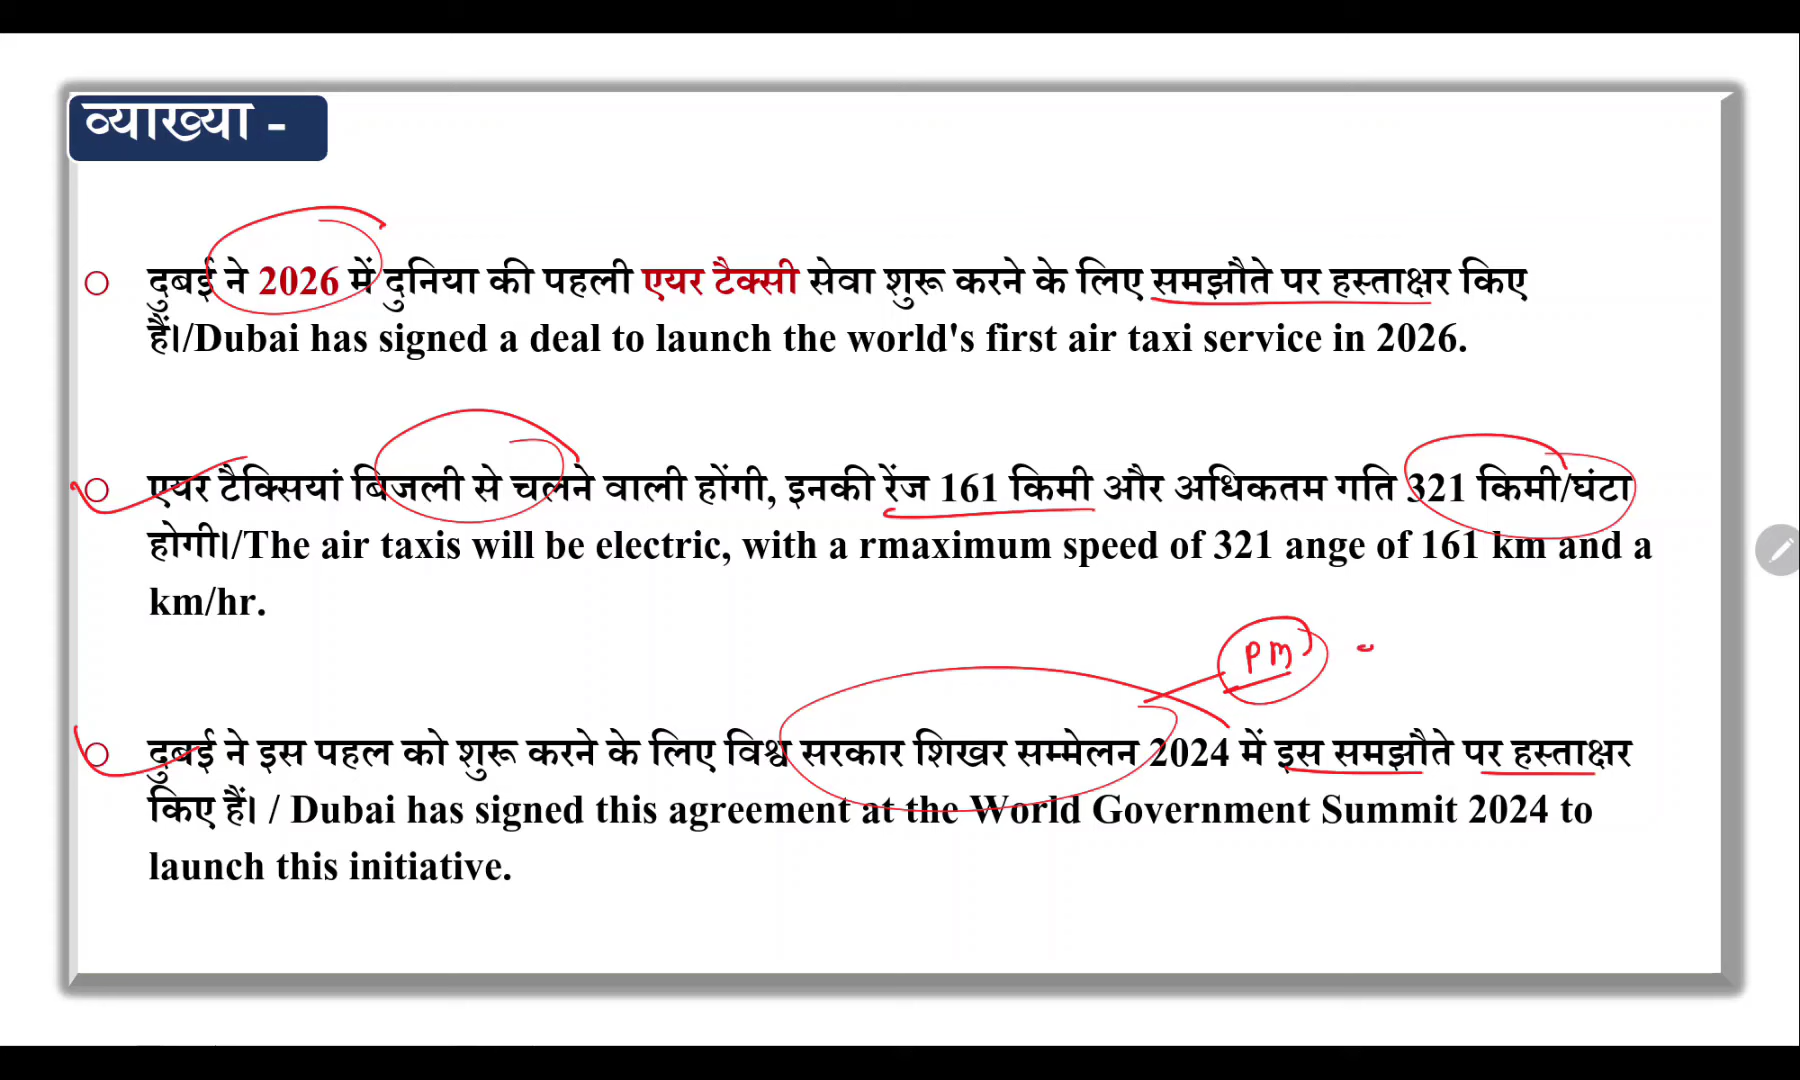 व्याख्या -
दुबई ने 2026 में दुनिया की पहली एयर टैक्सी सेवा शुरू करने के लिए समझौते पर हस्ताक्षर किए
हैं।/Dubai has signed a deal to launch the world's first air taxi service in 2026.
एयर टैक्सियां बिजली से चलने वाली होंगी, इनकी रेंज 161 किमी और अधिकतम गति 321 किमी/घंटा
होगी।/The air taxis will be electric, with a rmaximum speed of 321 ange of 161 km and a
km/hr.
PM
दुबई ने इस पहल को शुरू करने के लिए विश्व सरकार शिखर सम्मेलन 2024 में इस समझौते पर हस्ताक्षर
किए हैं। / Dubai has signed this agreement at the World Government Summit 2024 to
launch this initiative.